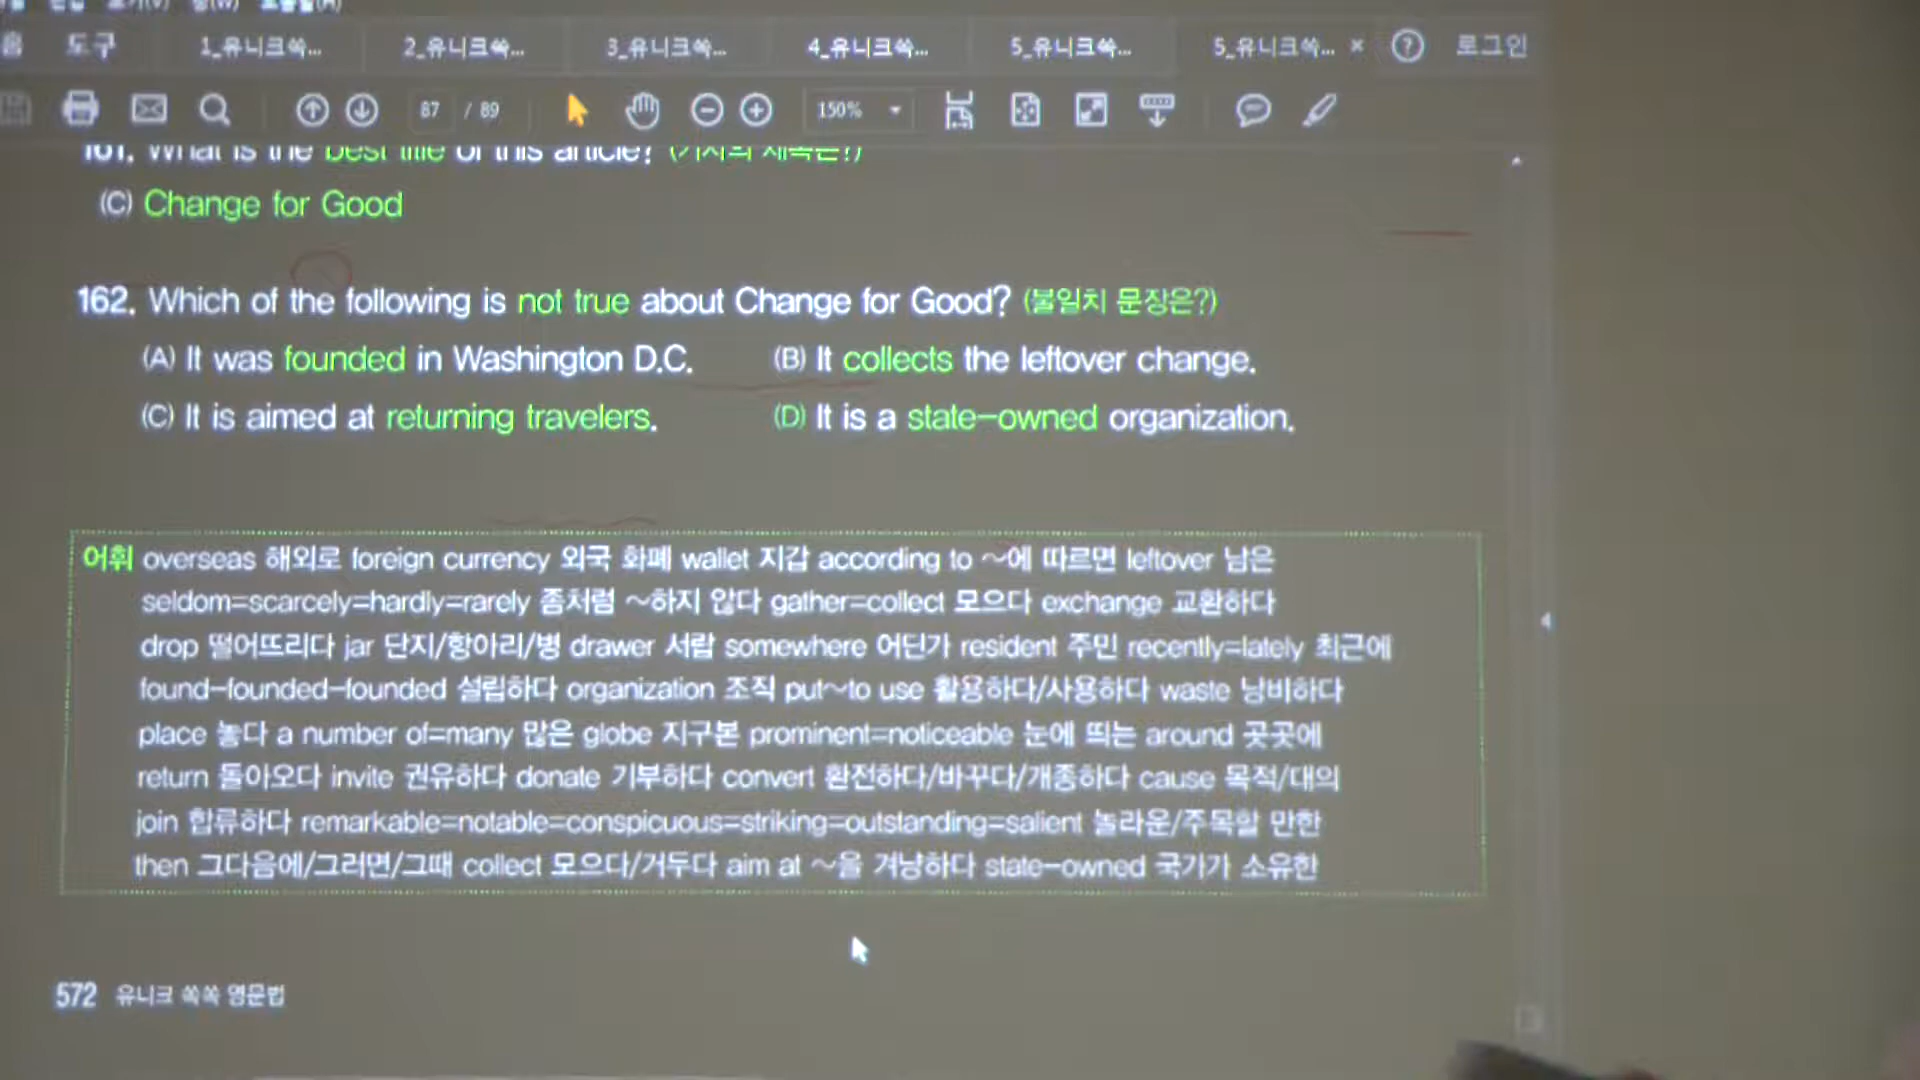 도구 1_유니크쏙... 2_유니크쏙... 3_유니크쏙... 4_유니크쏙... 5_유니크쏙... 5_유니크쏙... × ? 로그인
87 / 89 150%
161. What is the best title of this article? (기사의 제목은?)
(C) Change for Good
162. Which of the following is not true about Change for Good? (불일치 문장은?)
(A) It was founded in Washington D.C. (B) It collects the leftover change.
(C) It is aimed at returning travelers. (D) It is a state-owned organization.
어휘 overseas 해외로 foreign currency 외국 화폐 wallet 지갑 according to ~에 따르면 leftover 남은
seldom=scarcely=hardly=rarely 좀처럼 ~하지 않다 gather=collect 모으다 exchange 교환하다
drop 떨어뜨리다 jar 단지/항아리/병 drawer 서랍 somewhere 어딘가 resident 주민 recently=lately 최근에
found-founded-founded 설립하다 organization 조직 put~to use 활용하다/사용하다 waste 낭비하다
place 놓다 a number of=many 많은 globe 지구본 prominent=noticeable 눈에 띄는 around 곳곳에
return 돌아오다 invite 권유하다 donate 기부하다 convert 환전하다/바꾸다/개종하다 cause 목적/대의
join 합류하다 remarkable=notable=conspicuous=striking=outstanding=salient 놀라운/주목할 만한
then 그다음에/그러면/그때 collect 모으다/거두다 aim at ~을 겨냥하다 state-owned 국가가 소유한
572 유니크 쏙쏙 영문법